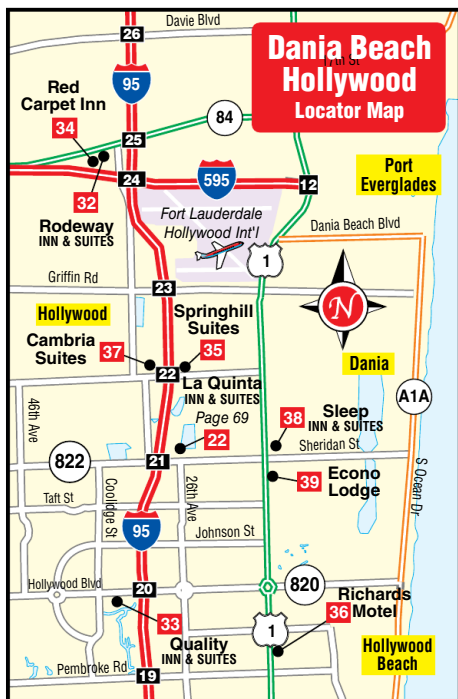 Davie Blvd
26
Dania Beach
Hollywood
Locator Map
95
Red
Carpet Inn
84
34
25
24
595
12
Port
Everglades
32
Rodeway
INN & SUITES
Fort Lauderdale
Hollywood Int'l
Dania Beach Blvd
1
Griffin Rd
23
N
Hollywood
Springhill
Suites
Cambria
Suites
37
22
35
Dania
La Quinta
INN & SUITES
Page 69
A1A
46th Ave
38
Sleep
INN & SUITES
22
Sheridan St
822
21
39
Econo
Lodge
S Ocean Dr
Taft St
Coolidge St
26th Ave
95
Johnson St
Hollywood Blvd
20
820
Richards
Motel
36
33
Quality
INN & SUITES
1
Hollywood
Beach
Pembroke Rd
19